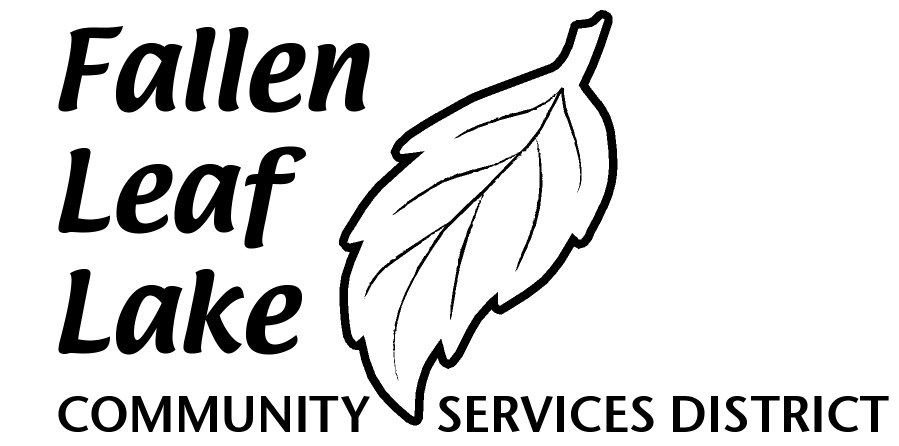 Fallen
Leaf
Lake
COMMUNITY SERVICES DISTRICT